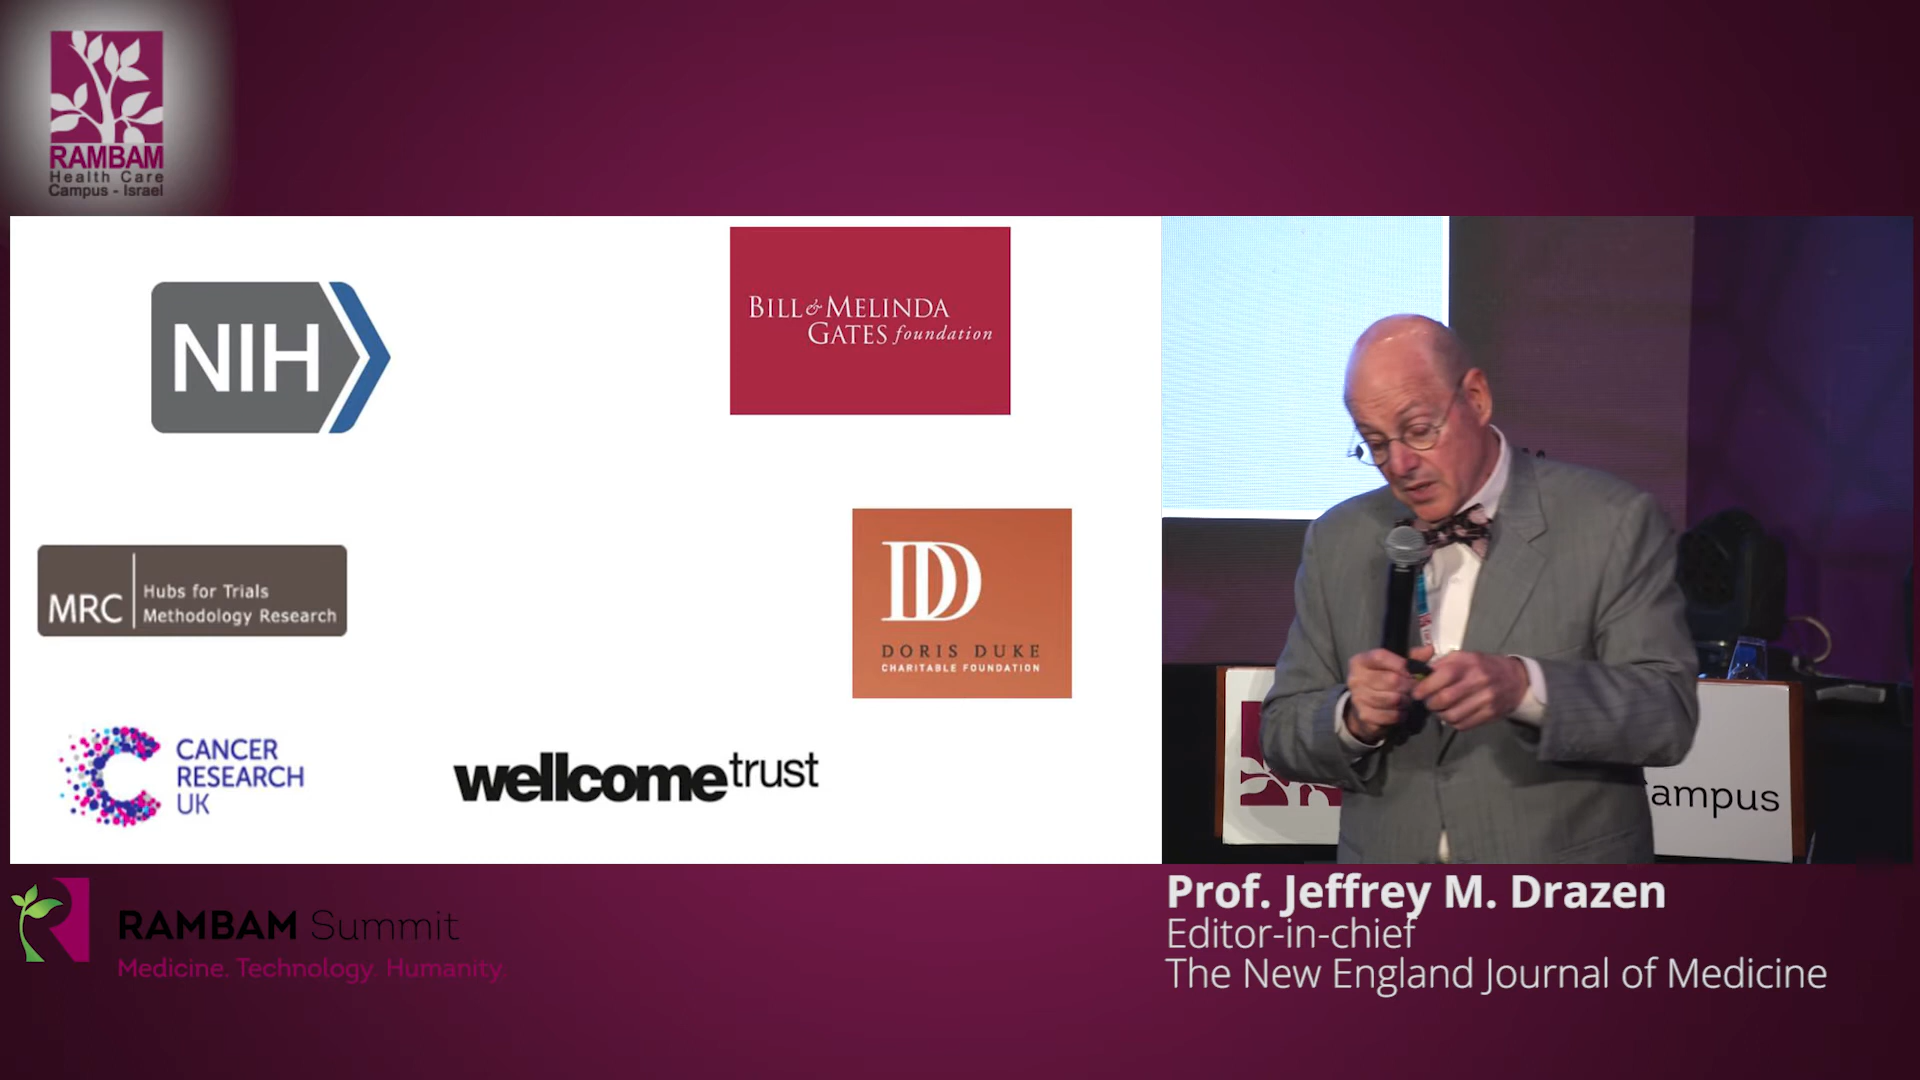 RAMBAM
Health Care
Campus - Israel
NIH
BILL & MELINDA
GATES foundation
MRC
Hubs for Trials
Methodology Research
DD
DORIS DUKE
CHARITABLE FOUNDATION
CANCER
RESEARCH
UK
wellcometrust
ampus
Prof. Jeffrey M. Drazen
Editor-in-chief
The New England Journal of Medicine
RAMBAM Summit
Medicine. Technology. Humanity.